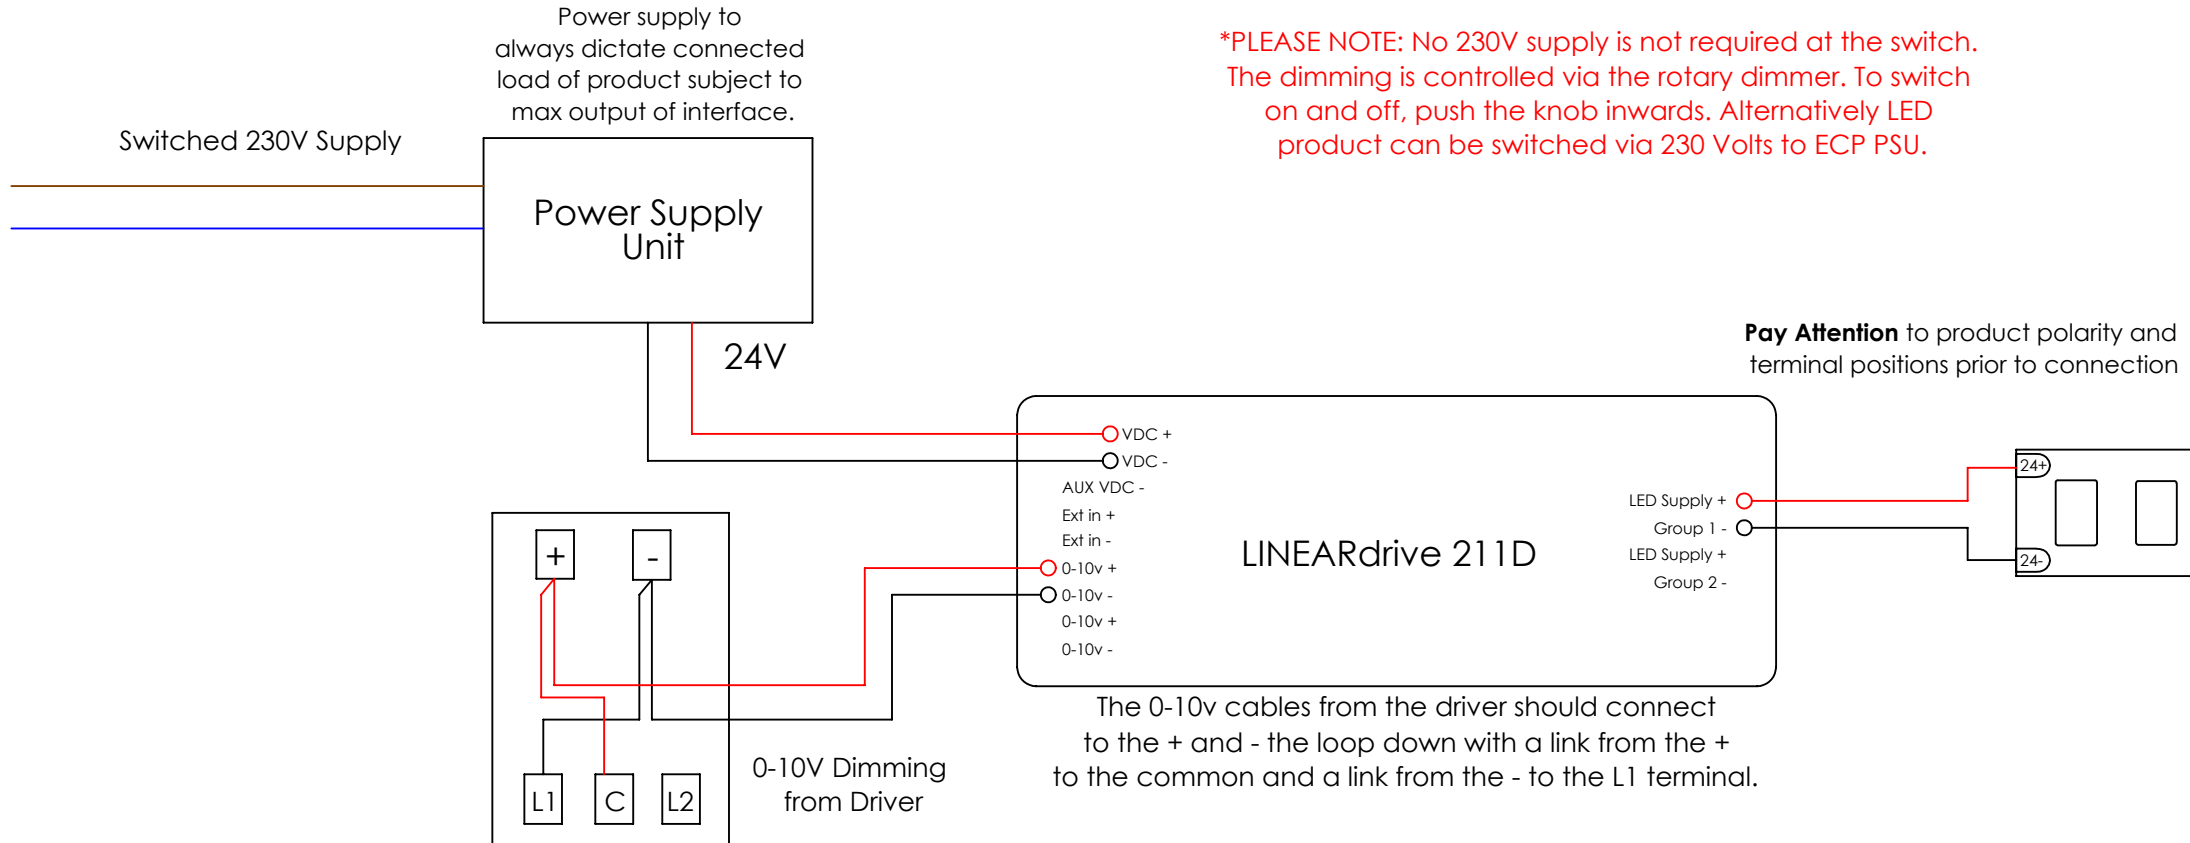 Power supply to
always dictate connected
load of product subject to
max output of interface.
*PLEASE NOTE: No 230V supply is not required at the switch.
The dimming is controlled via the rotary dimmer. To switch
on and off, push the knob inwards. Alternatively LED
product can be switched via 230 Volts to ECP PSU.
Switched 230V Supply
Power Supply
Unit
24V
Pay Attention to product polarity and
terminal positions prior to connection
VDC +
VDC -
AUX VDC -
Ext in +
Ext in -
0-10v +
0-10v -
0-10v +
0-10v -
LINEARdrive 211D
LED Supply +
Group 1 -
LED Supply +
Group 2 -
24+
24-
+
-
L1
C
L2
0-10V Dimming
from Driver
The 0-10v cables from the driver should connect
to the + and - the loop down with a link from the +
to the common and a link from the - to the L1 terminal.